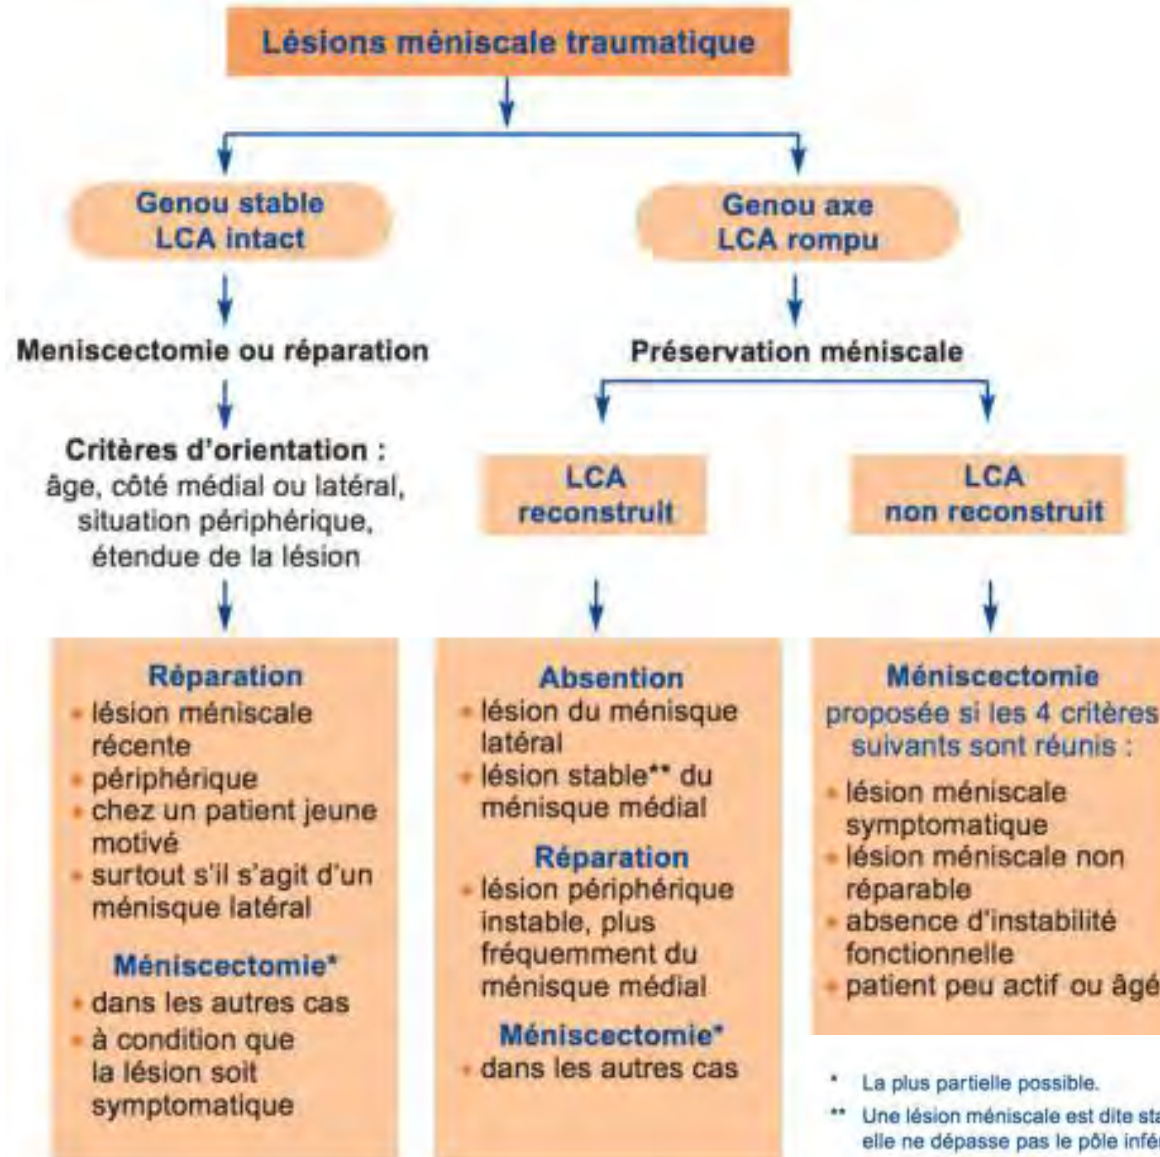 Lésions méniscale traumatique
Genou stable
LCA intact
Genou axe
LCA rompu
Meniscectomie ou réparation
Préservation méniscale
Critères d'orientation :
âge, côté médial ou latéral,
situation périphérique,
étendue de la lésion
LCA
reconstruit
LCA
non reconstruit
Réparation
• lésion méniscale
récente
• périphérique
• chez un patient jeune
motivé
• surtout s'il s'agit d'un
ménisque latéral
Méniscectomie*
• dans les autres cas
• à condition que
la lésion soit
symptomatique
Absention
• lésion du ménisque
latéral
• lésion stable** du
ménisque médial
Réparation
• lésion périphérique
instable, plus
fréquemment du
ménisque médial
Méniscectomie*
• dans les autres cas
Méniscectomie
proposée si les 4 critères
suivants sont réunis :
• lésion méniscale
symptomatique
• lésion méniscale non
réparable
• absence d'instabilité
fonctionnelle
• patient peu actif ou âgé
* La plus partielle possible.
** Une lésion méniscale est dite
elle ne dépasse pas le pôle